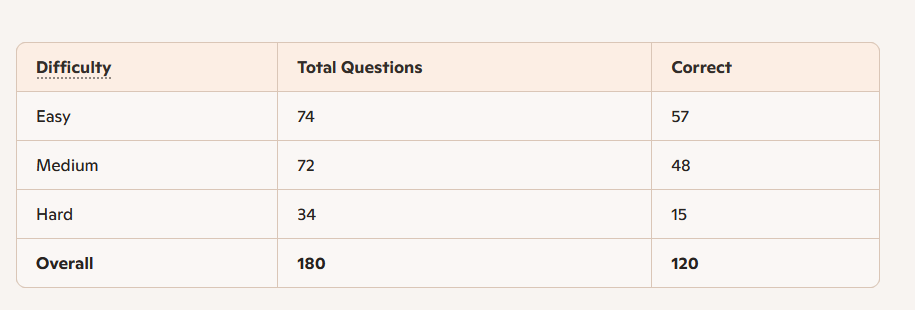 Difficulty Total Questions Correct
Easy 74 57
Medium 72 48
Hard 34 15
Overall 180 120